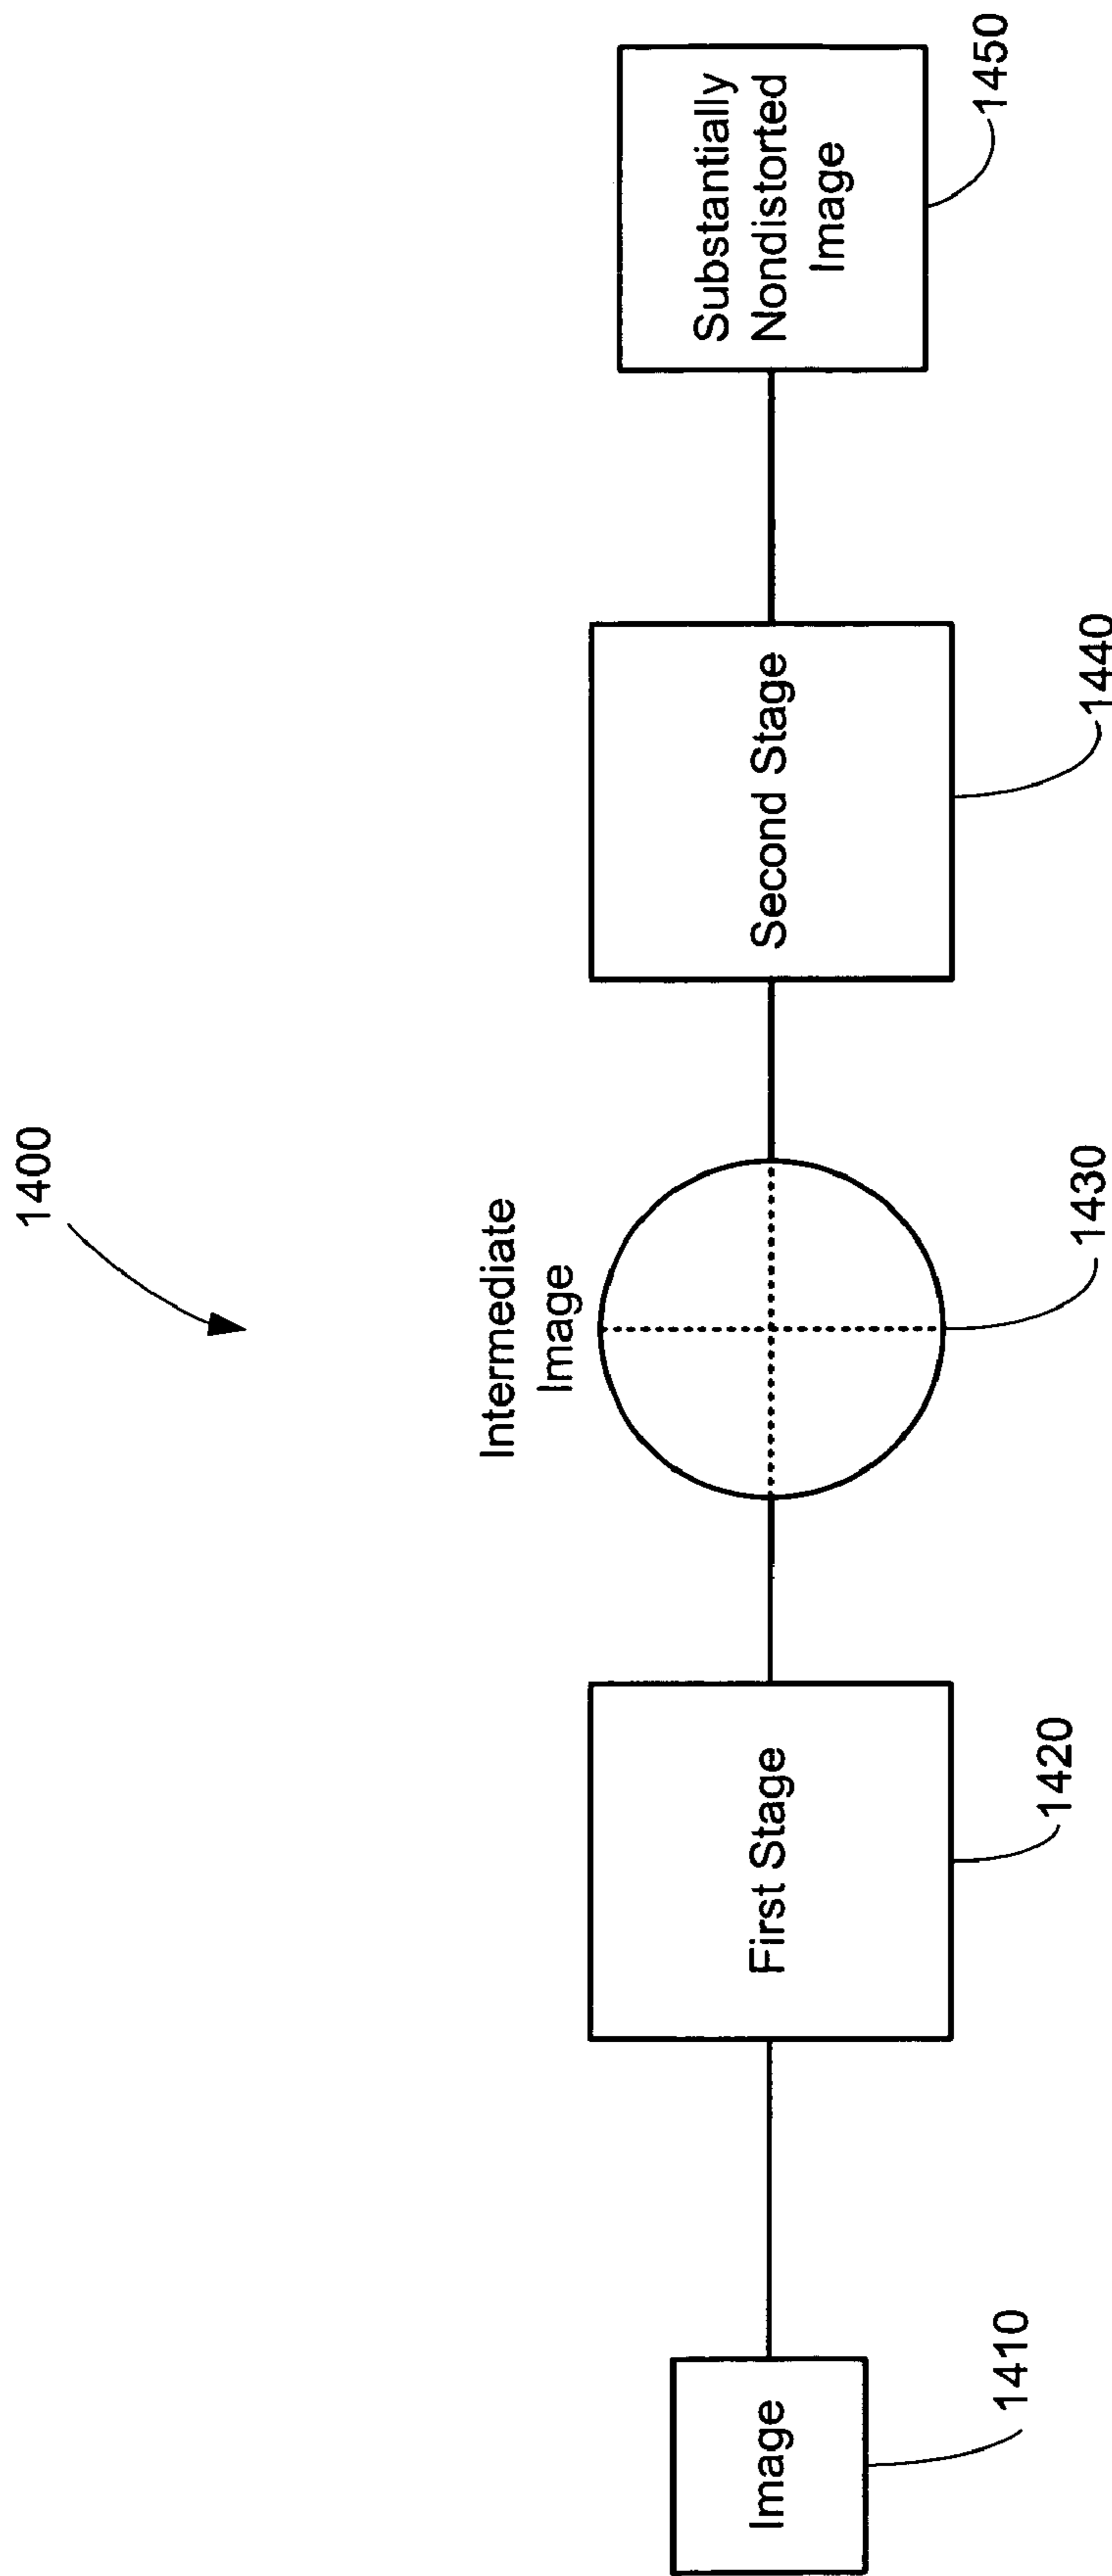 1400
Intermediate
Image
Image
First Stage
Second Stage
Substantially
Nondistorted
Image
1410
1420
1430
1440
1450